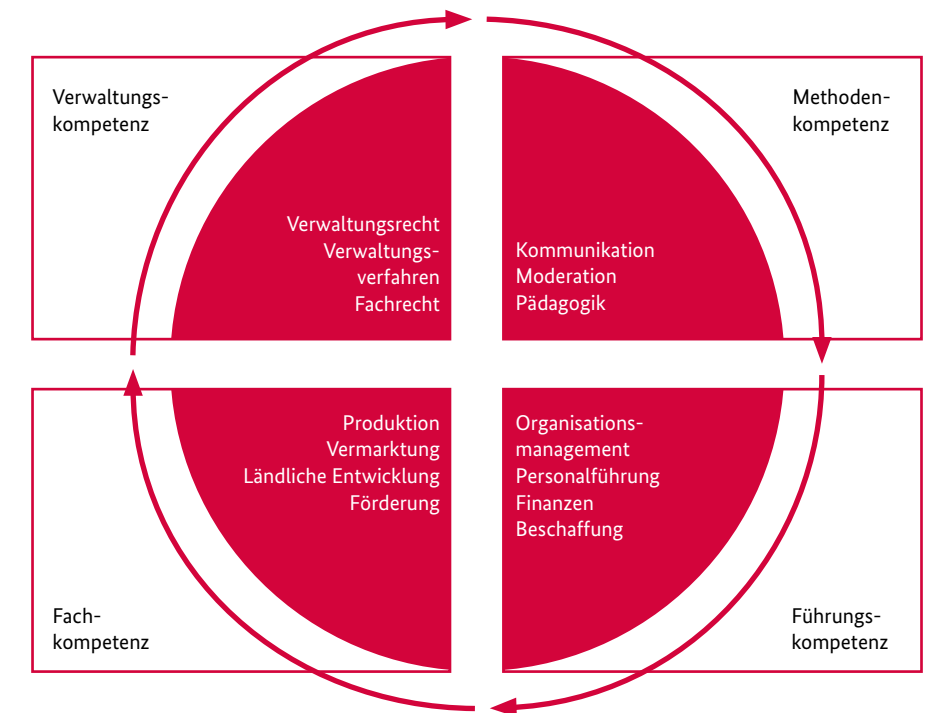 Verwaltungs-
kompetenz
Verwaltungsrecht
Verwaltungs-
verfahren
Fachrecht
Methoden-
kompetenz
Kommunikation
Moderation
Pädagogik
Produktion
Vermarktung
Ländliche Entwicklung
Förderung
Fach-
kompetenz
Organisations-
management
Personalführung
Finanzen
Beschaffung
Führungs-
kompetenz